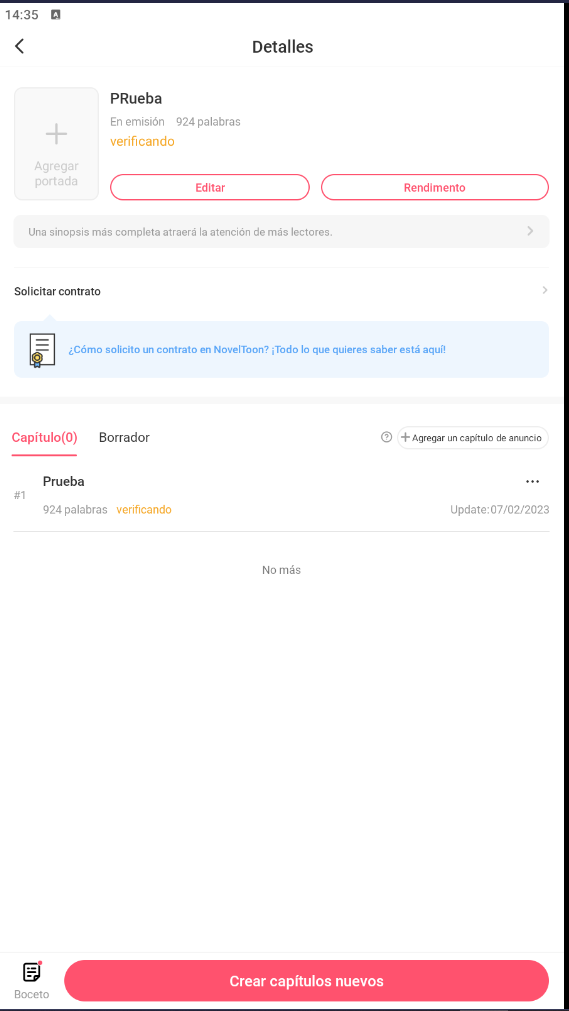 14:35
Detalles
Agregar
portada
PRueba
En emisión 924 palabras
verificando
Editar
Rendimento
Una sinopsis más completa atraerá la atención de más lectores.
Solicitar contrato
¿Cómo solicito un contrato en NovelToon? ¡Todo lo que quieres saber está aquí!
Capítulo(0) Borrador
+ Agregar un capítulo de anuncio
#1
Prueba
924 palabras verificando
Update:07/02/2023
No más
Boceto
Crear capítulos nuevos